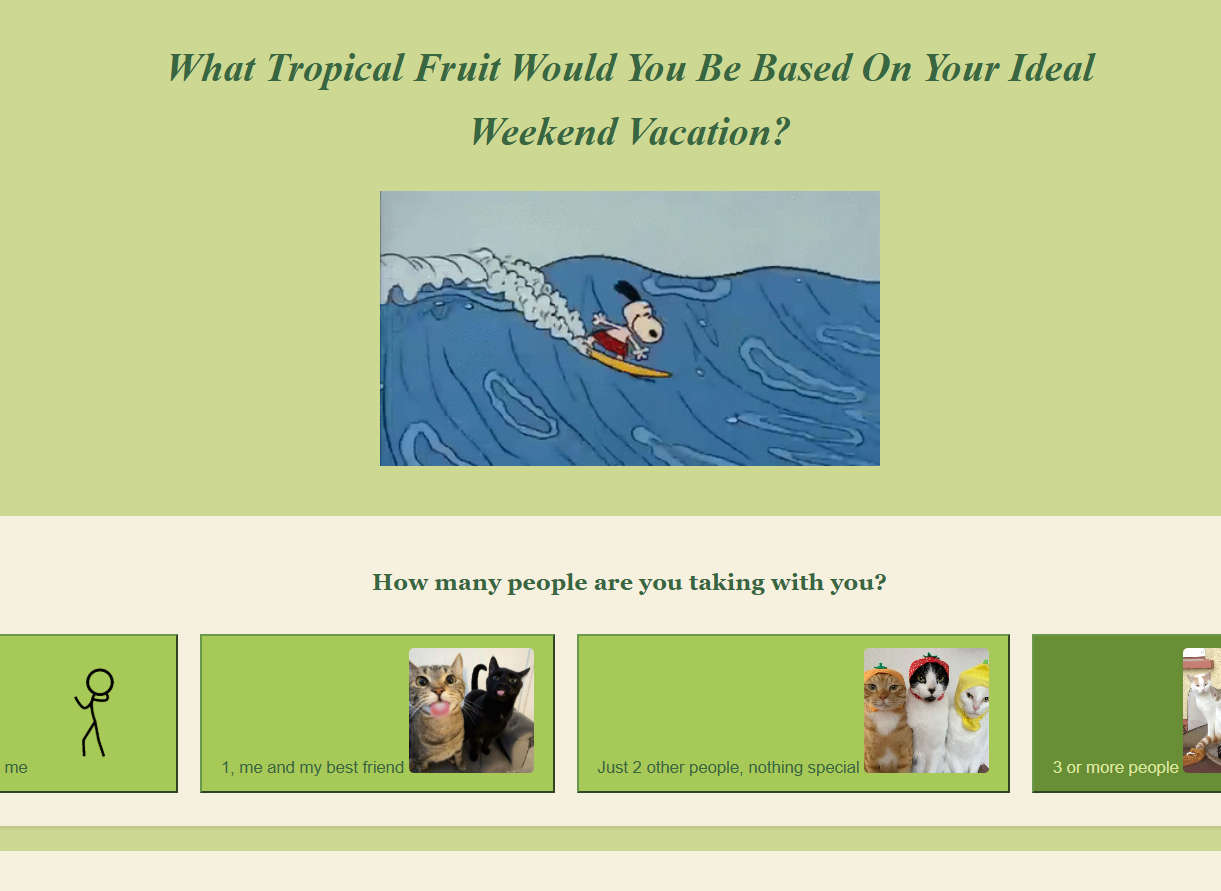 What Tropical Fruit Would You Be Based On Your Ideal
Weekend Vacation?
How many people are you taking with you?
me
1, me and my best friend
Just 2 other people, nothing special
3 or more people